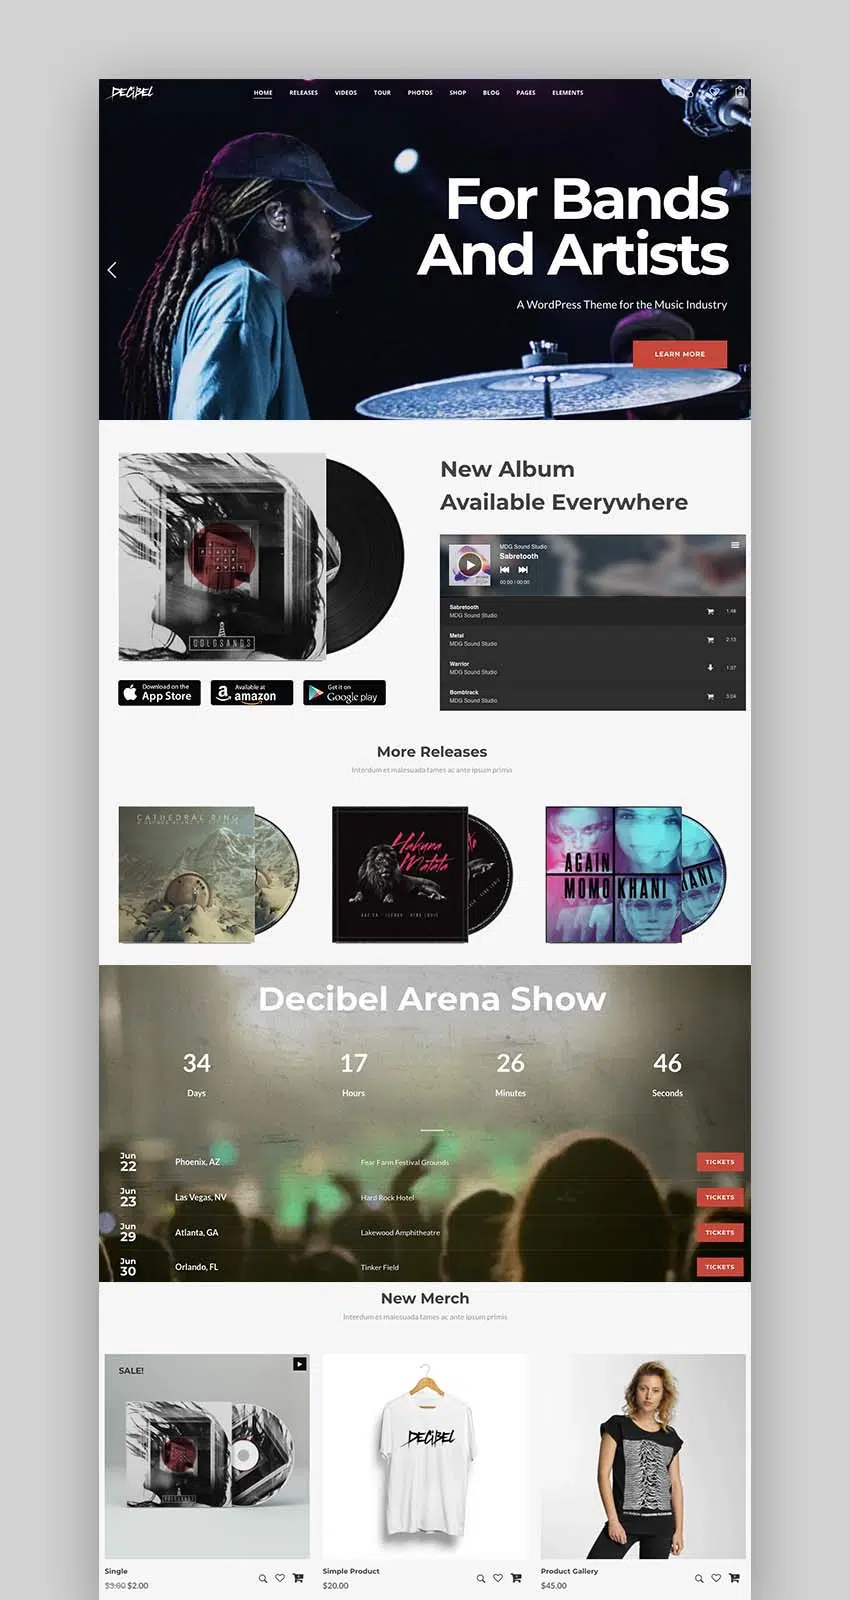 DECIBEL
HOME RELEASES VIDEOS TOUR PHOTOS SHOP BLOG PAGES ELEMENTS
For Bands
And Artists
A WordPress Theme for the Music Industry
LEARN MORE
COLDSANDS
Download on the
App Store
Available at
amazon
Get it on
Google play
New Album
Available Everywhere
MDG Sound Studio
Sabretooth
00:00 / 00:00
Sabretooth
MDG Sound Studio
1:48
Metal
MDG Sound Studio
2:13
Warrior
MDG Sound Studio
1:37
Bombtrack
MDG Sound Studio
3:04
More Releases
Interdum et malesuada fames ac ante ipsum primis
CATHEDRAL RING
Hakuna
Matata
AGAIN
MOMO KHANI
HANI
Decibel Arena Show
34 17 26 46
Days Hours Minutes Seconds
Jun
22 Phoenix, AZ Fear Farm Festival Grounds TICKETS
Jun
23 Las Vegas, NV Hard Rock Hotel TICKETS
Jun
29 Atlanta, GA Lakewood Amphitheatre TICKETS
Jun
30 Orlando, FL Tinker Field TICKETS
New Merch
Interdum et malesuada fames ac ante ipsum primis
SALE!
DECIBEL
Single
$3.00 $2.00
Simple Product
$20.00
Product Gallery
$45.00